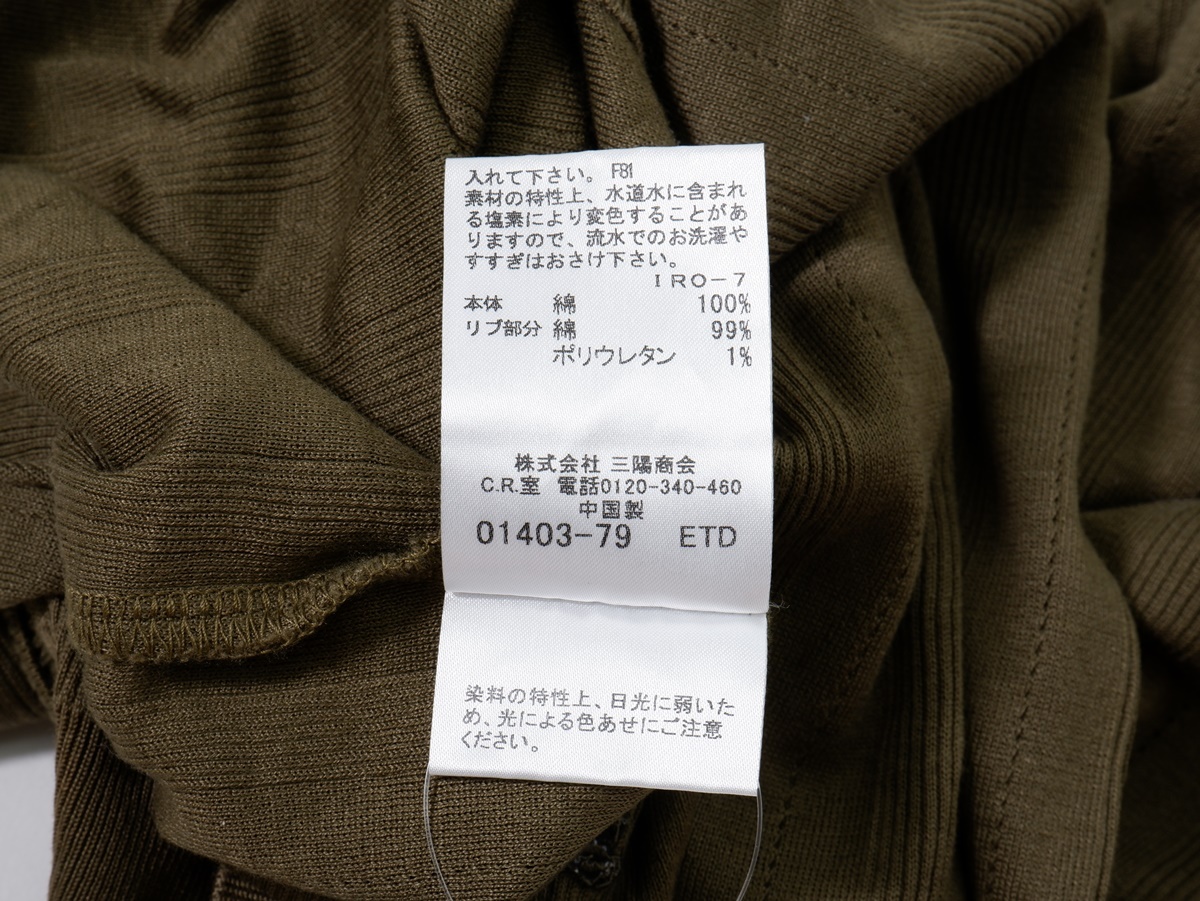 入れて下さい。 F81
素材の特性上、水道水に含まれ
る塩素により変色することがあ
りますので、流水でのお洗濯や
すすぎはおさけ下さい。
IRO-7
本体 綿 100%
リブ部分 綿 99%
ポリウレタン 1%
株式会社 三陽商会
C.R.室 電話0120-340-460
中国製
01403-79 ETD
染料の特性上、日光に弱いた
め、光による色あせにご注意
ください。